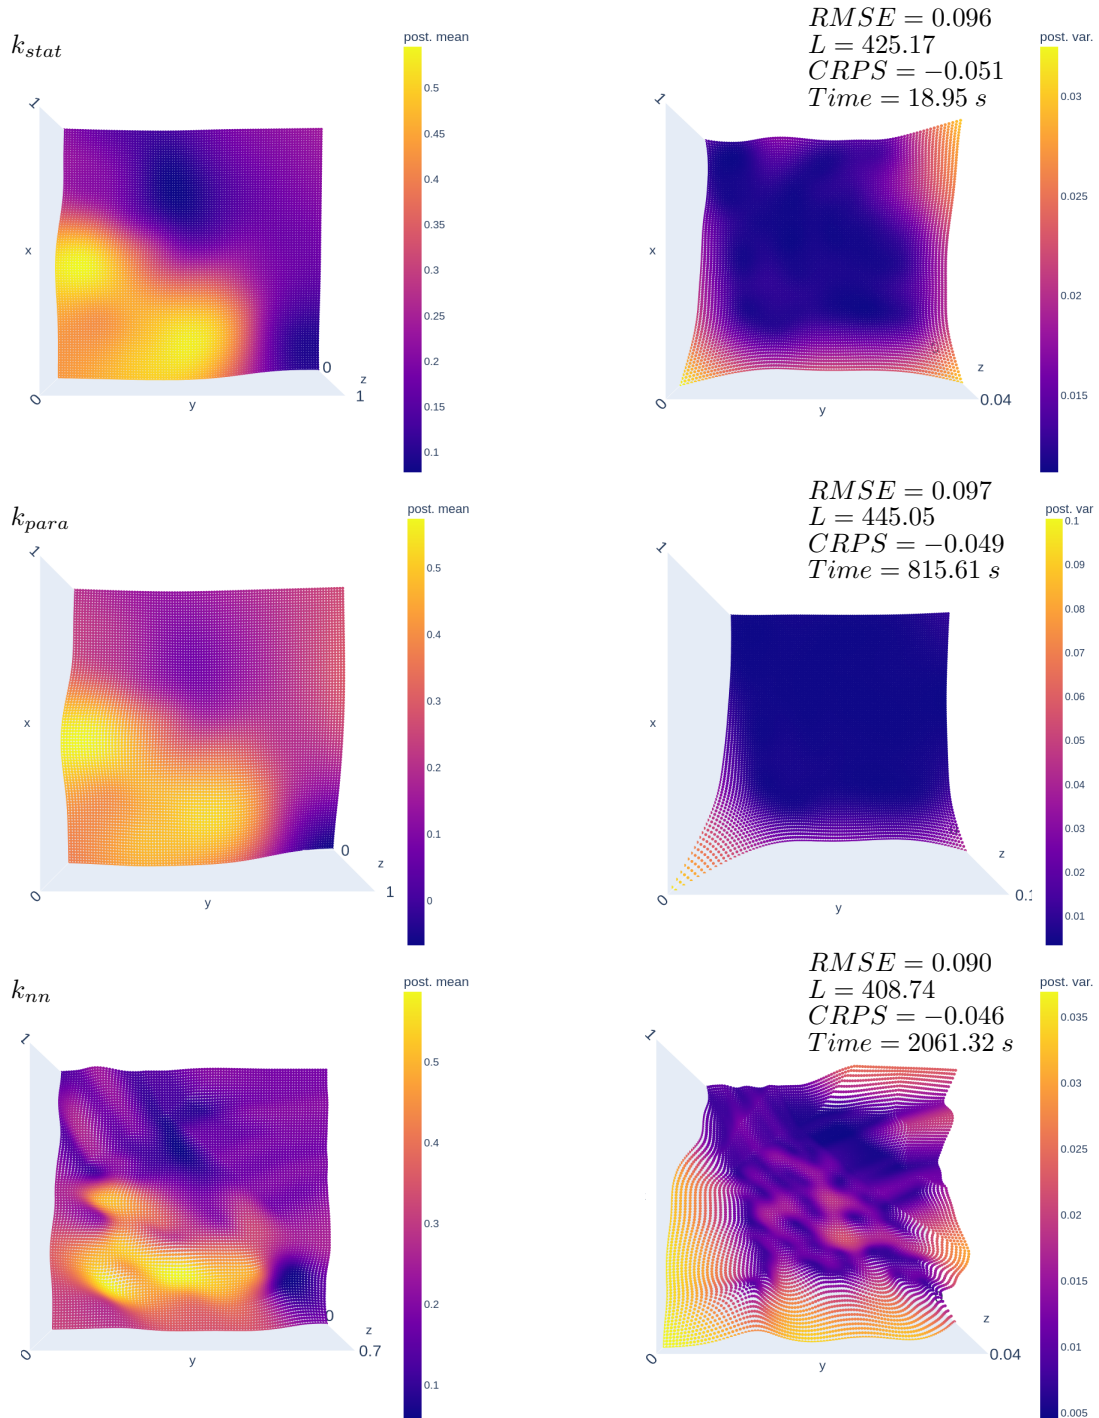 k_stat
post. mean
0.5
0.45
0.4
0.35
0.3
0.25
0.2
0.15
0.1
1
x
0
y
0
z
1
RMSE = 0.096
L = 425.17
CRPS = −0.051
Time = 18.95 s
post. var.
0.03
0.025
0.02
0.015
1
x
0
y
z
0.04
k_para
post. mean
0.5
0.4
0.3
0.2
0.1
0
1
x
0
y
0
z
1
RMSE = 0.097
L = 445.05
CRPS = −0.049
Time = 815.61 s
post. var
0.1
0.09
0.08
0.07
0.06
0.05
0.04
0.03
0.02
0.01
1
x
0
y
z
k_nn
post. mean
0.5
0.4
0.3
0.2
0.1
1
0
y
0
z
0.7
RMSE = 0.090
L = 408.74
CRPS = −0.046
Time = 2061.32 s
post. var.
0.035
0.03
0.025
0.02
0.015
0.01
0.005
1
0
y
z
0.04